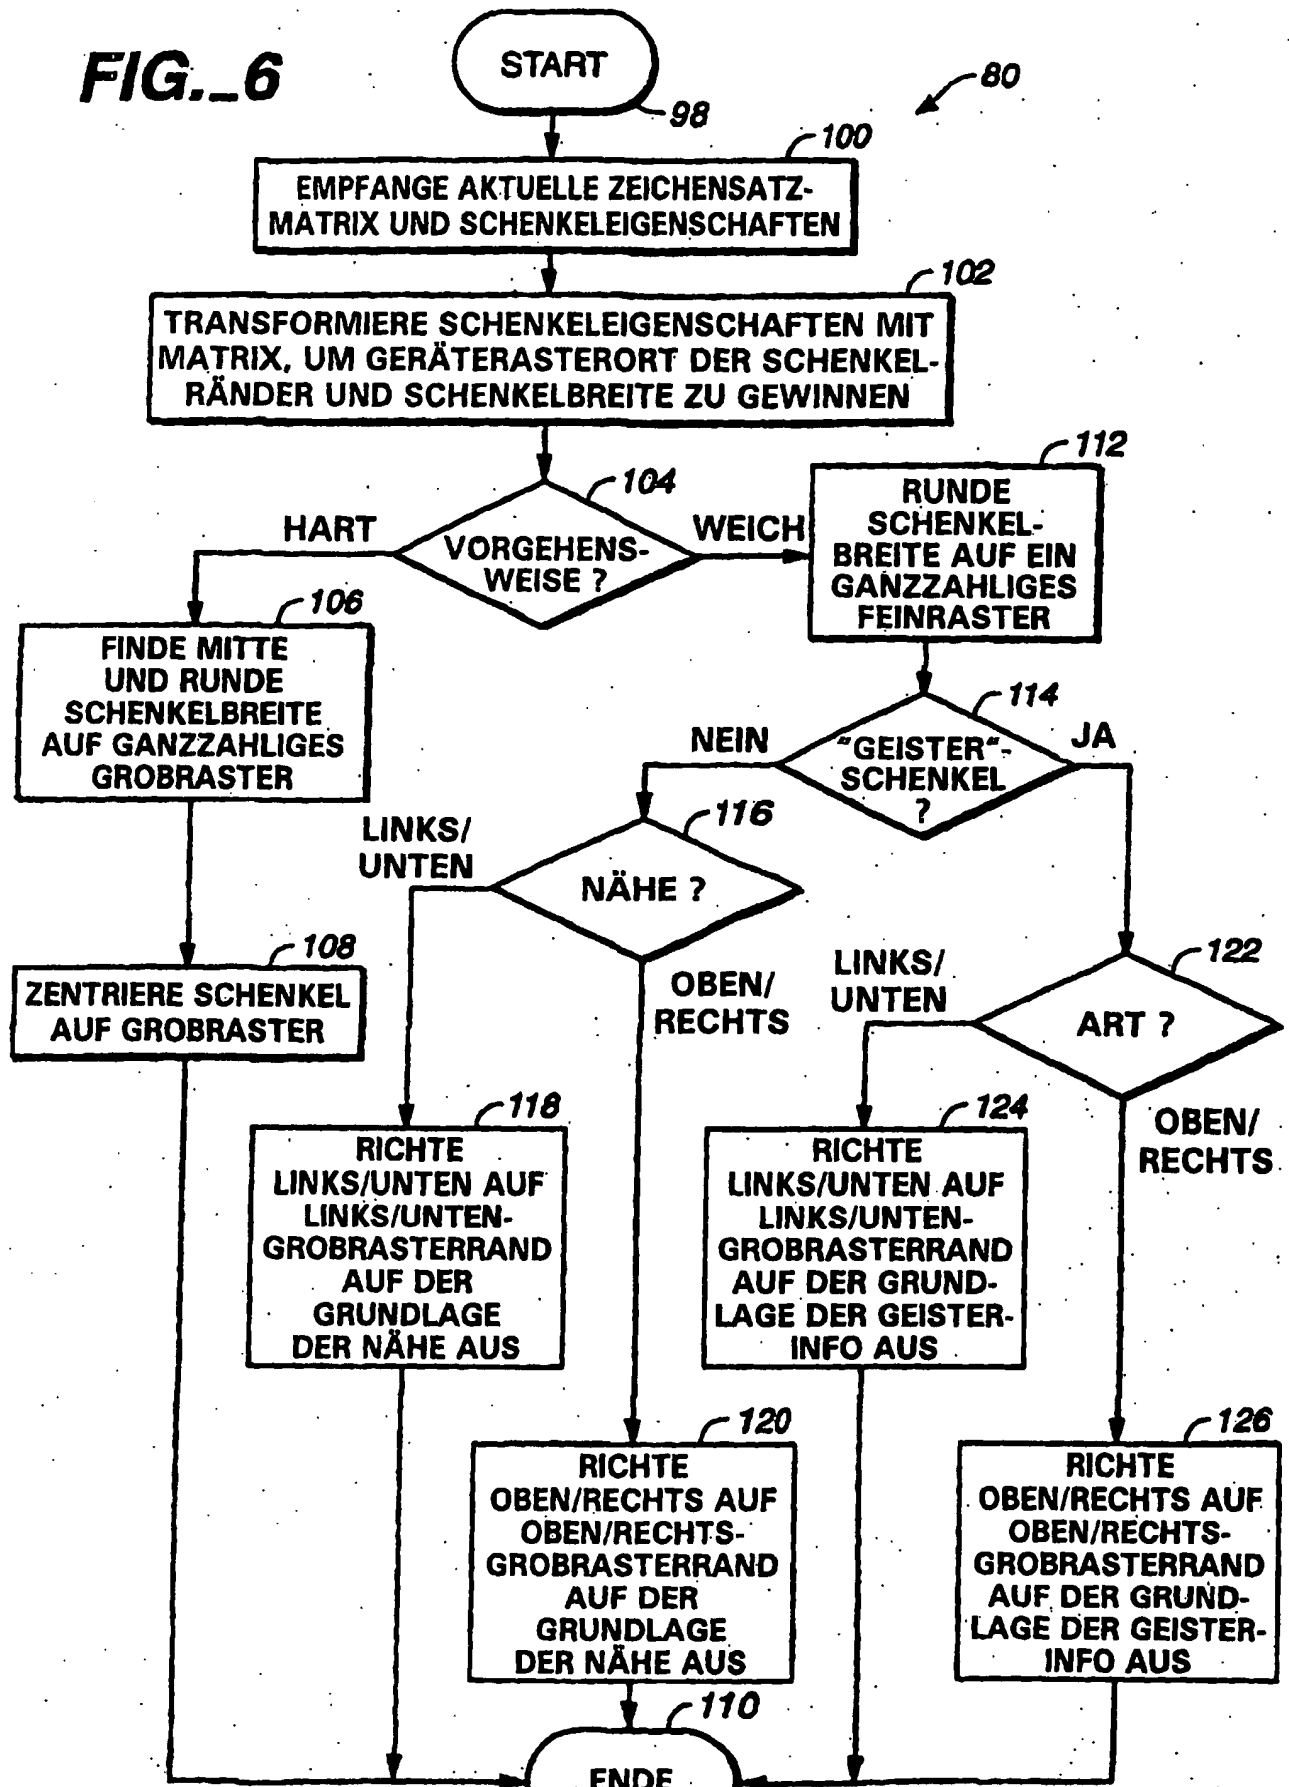 FIG._6
START
98
80
100
EMPFANGE AKTUELLE ZEICHENSATZ-
MATRIX UND SCHENKELEIGENSCHAFTEN
102
TRANSFORMIERE SCHENKELEIGENSCHAFTEN MIT
MATRIX, UM GERÄTERASTERORT DER SCHENKEL-
RÄNDER UND SCHENKELBREITE ZU GEWINNEN
104
VORGEHENS-
WEISE ?
HART
WEICH
112
RUNDE
SCHENKEL-
BREITE AUF EIN
GANZZAHLIGES
FEINRASTER
106
FINDE MITTE
UND RUNDE
SCHENKELBREITE
AUF GANZZAHLIGES
GROBRASTER
114
"GEISTER"-
SCHENKEL
?
NEIN
JA
116
NÄHE ?
LINKS/
UNTEN
OBEN/
RECHTS
108
ZENTRIERE SCHENKEL
AUF GROBRASTER
122
ART ?
LINKS/
UNTEN
OBEN/
RECHTS
118
RICHTE
LINKS/UNTEN AUF
LINKS/UNTEN-
GROBRASTERRAND
AUF DER
GRUNDLAGE
DER NÄHE AUS
124
RICHTE
LINKS/UNTEN AUF
LINKS/UNTEN-
GROBRASTERRAND
AUF DER GRUND-
LAGE DER GEISTER-
INFO AUS
120
RICHTE
OBEN/RECHTS AUF
OBEN/RECHTS-
GROBRASTERRAND
AUF DER
GRUNDLAGE
DER NÄHE AUS
126
RICHTE
OBEN/RECHTS AUF
OBEN/RECHTS-
GROBRASTERRAND
AUF DER GRUND-
LAGE DER GEISTER-
INFO AUS
110
ENDE